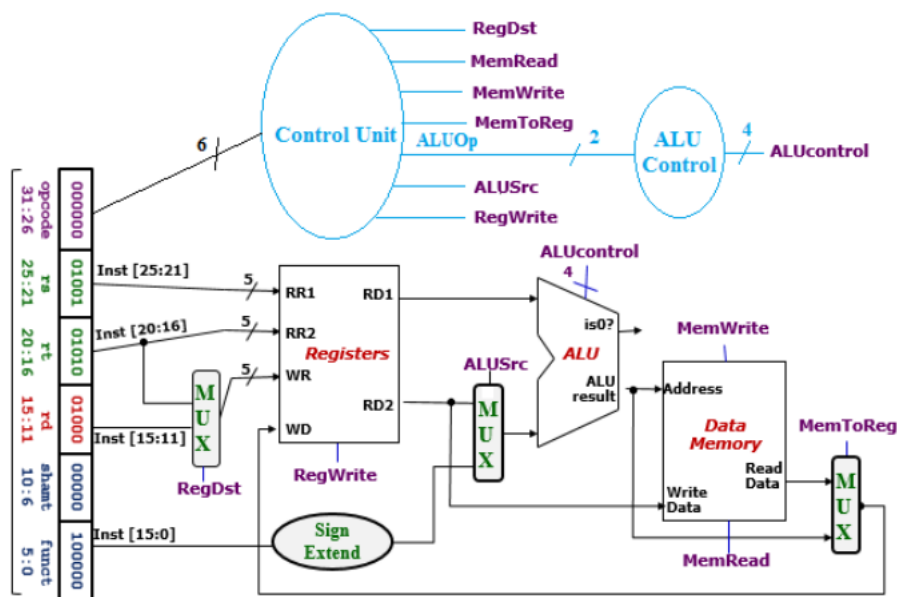 RegDst
MemRead
MemWrite
MemToReg
Control Unit
ALUOp
2
ALU
Control
4
ALUcontrol
6
ALUSrc
RegWrite
opcode
31:26
000000
rs
25:21
01001
rt
20:16
01010
rd
15:11
01000
shamt
10:6
00000
funct
5:0
100000
Inst [25:21]
5
Inst [20:16]
5
5
Inst [15:11]
MUX
RegDst
Inst [15:0]
RR1
RR2
WR
WD
RD1
RD2
Registers
RegWrite
Sign
Extend
ALUSrc
MUX
ALUcontrol
4
is0?
ALU
ALU
result
MemWrite
Address
Data
Memory
Read
Data
Write
Data
MemRead
MemToReg
MUX